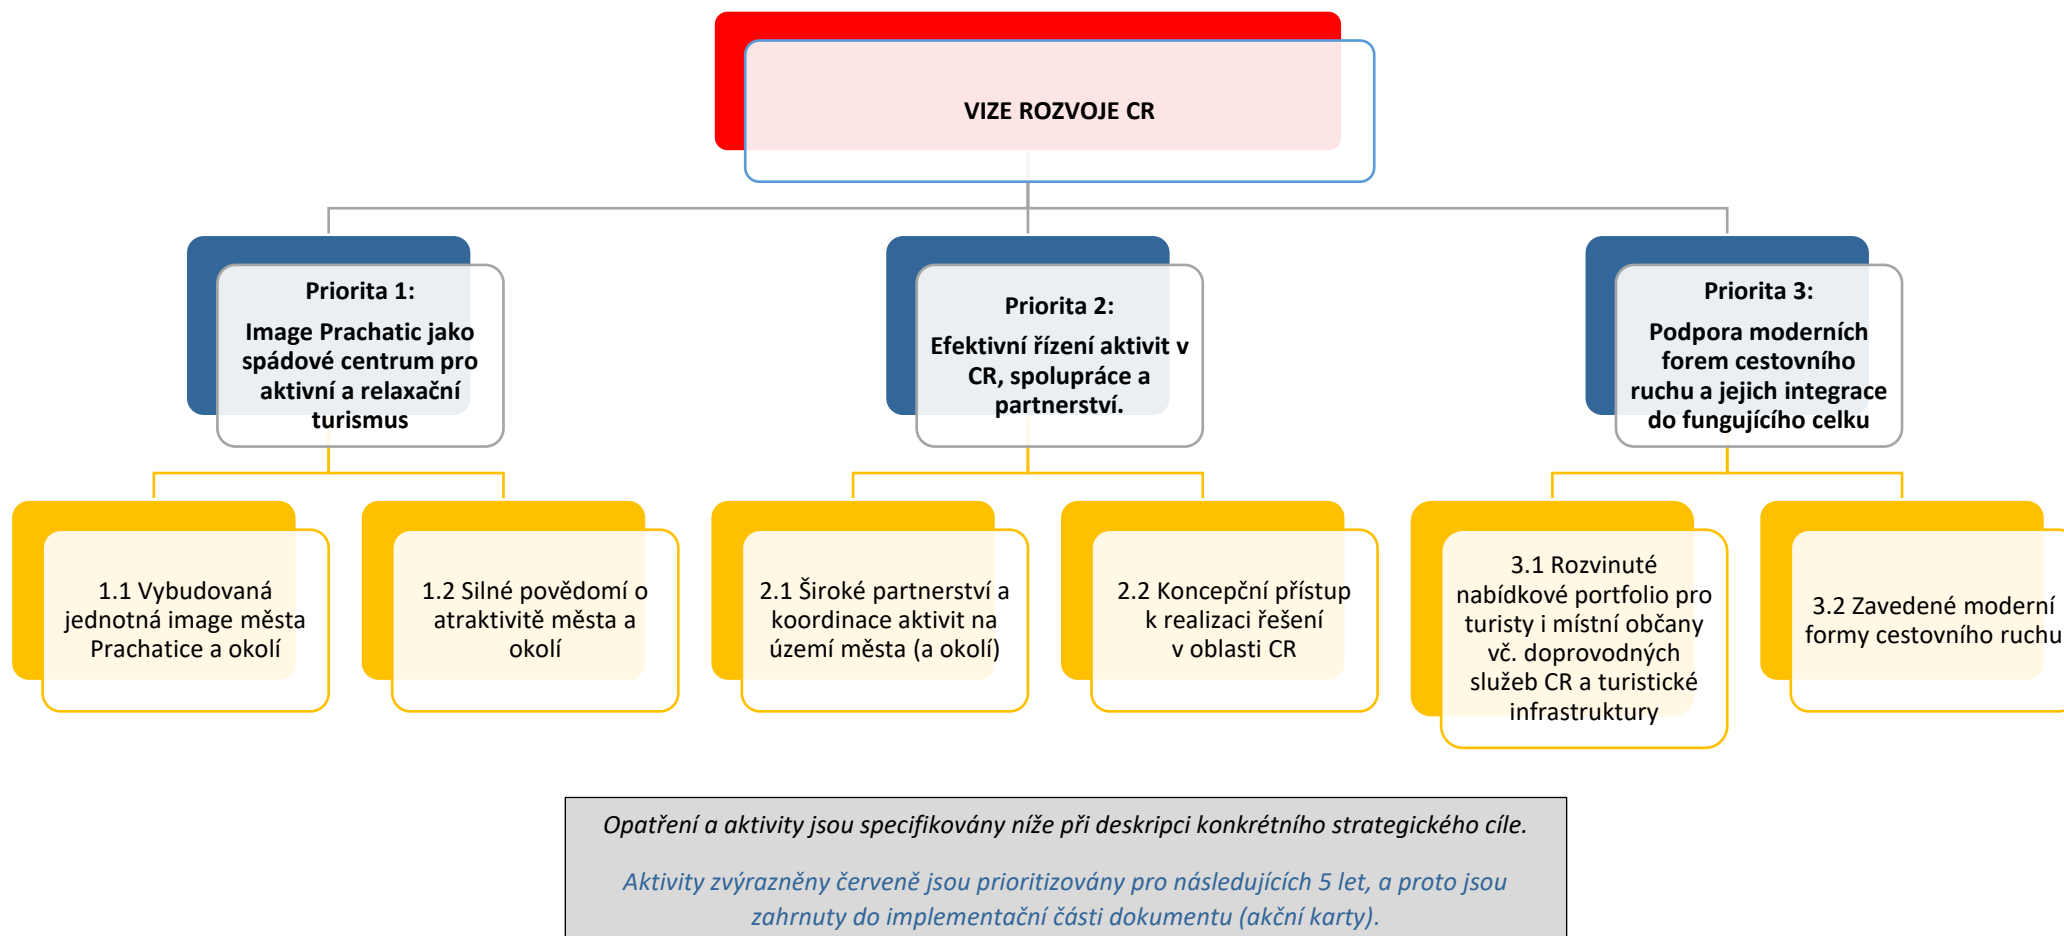 VIZE ROZVOJE CR
Priorita 1:
Image Prachatic jako
spádové centrum pro
aktivní a relaxační
turismus
Priorita 2:
Efektivní řízení aktivit v
CR, spolupráce a
partnerství.
Priorita 3:
Podpora moderních
forem cestovního
ruchu a jejich integrace
do fungujícího celku
1.1 Vybudovaná
jednotná image města
Prachatice a okolí
1.2 Silné povědomí o
atraktivitě města a
okolí
2.1 Široké partnerství a
koordinace aktivit na
území města (a okolí)
2.2 Koncepční přístup
k realizaci řešení
v oblasti CR
3.1 Rozvinuté
nabídkové portfolio pro
turisty i místní občany
vč. doprovodných
služeb CR a turistické
infrastruktury
3.2 Zavedené moderní
formy cestovního ruchu
Opatření a aktivity jsou specifikovány níže při deskripci konkrétního strategického cíle.
Aktivity zvýrazněny červeně jsou prioritizovány pro následujících 5 let, a proto jsou
zahrnuty do implementační části dokumentu (akční karty).